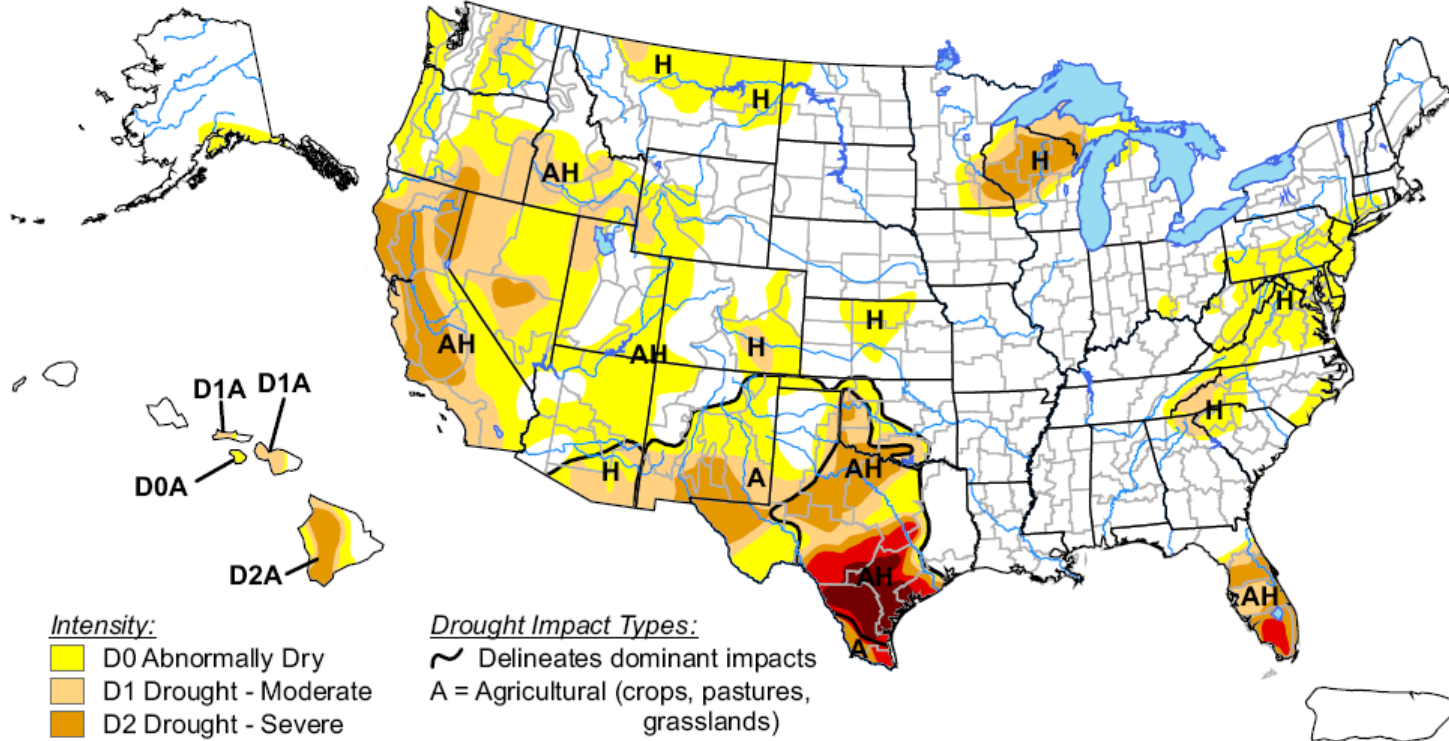 H
H
H
AH
H
H
AH
AH
H
D1A
D1A
H
H
A
AH
D0A
D2A
AH
AH
A
Intensity:
D0 Abnormally Dry
D1 Drought - Moderate
D2 Drought - Severe
Drought Impact Types:
Delineates dominant impacts
A = Agricultural (crops, pastures,
grasslands)